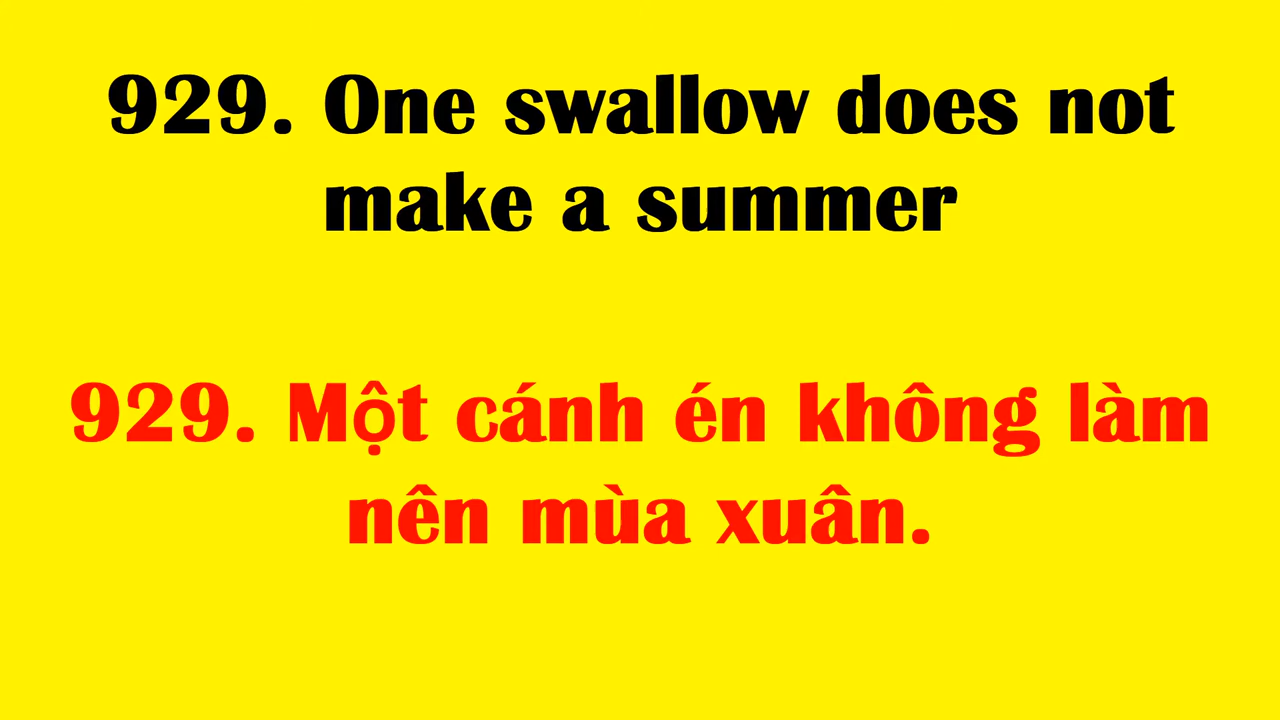 929. One swallow does not
make a summer
929. Một cánh én không làm
nên mùa xuân.